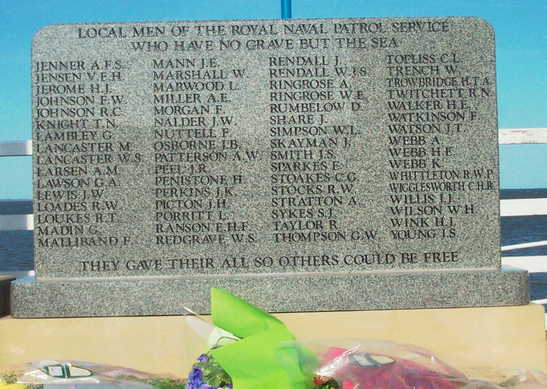 LOCAL MEN OF THE ROYAL NAVAL PATROL SERVICE
WHO HAVE NO GRAVE BUT THE SEA
JENNER A.F.S.
JENSEN V.E.H.
JEROME H.J.
JOHNSON F.W.
JOHNSON R.C.
KNIGHT T.N.
LAMBLEY G.
LANCASTER M.
LANCASTER W.S.
LARSEN A.M.
LAWSON G.A.
LEWIS J.W.
LOADES R.W.
LOUKES R.T.
MADIN G.
MALLIBAND F.
MANN J.E.
MARSHALL W.
MARWOOD L.
MILLER A.E.
MORGAN F.
NALDER J.W.
NUTTELL F.
OSBORNE J.B.
PATTERSON A.W.
PEEL J.R.
PENISTONE H.
PERKINS J.K.
PICTON J.H.
PORRITT L.
RANSON E.H.F.
REDGRAVE W.S.
RENDALL J.
RENDALL W.J.S.
RINGROSE A.
RINGROSE W.E.
RUMBELOW D.
SHARE J.
SIMPSON W.L.
SKAYMAN J.
SMITH J.S.
SPARKES E.
STOAKES C.G.
STOCKS R.W.
STRATTON A.
SYKES S.J.
TAYLOR R.
THOMPSON G.W.
TOPLISS C.L.
TRENCH W.
TROWBRIDGE H.T.A.
TWITCHETT R.N.
WALKER H.E.
WATKINSON F.
WATSON J.T.
WEBB A.
WEBB H.F.
WEBB K.
WHITTLETON R.W.P.
WIGGLESWORTH C.H.R.
WILLIS J.J.
WILSON W.H.
WINK H.J.
YOUNG J.S.
THEY GAVE THEIR ALL SO OTHERS COULD BE FREE